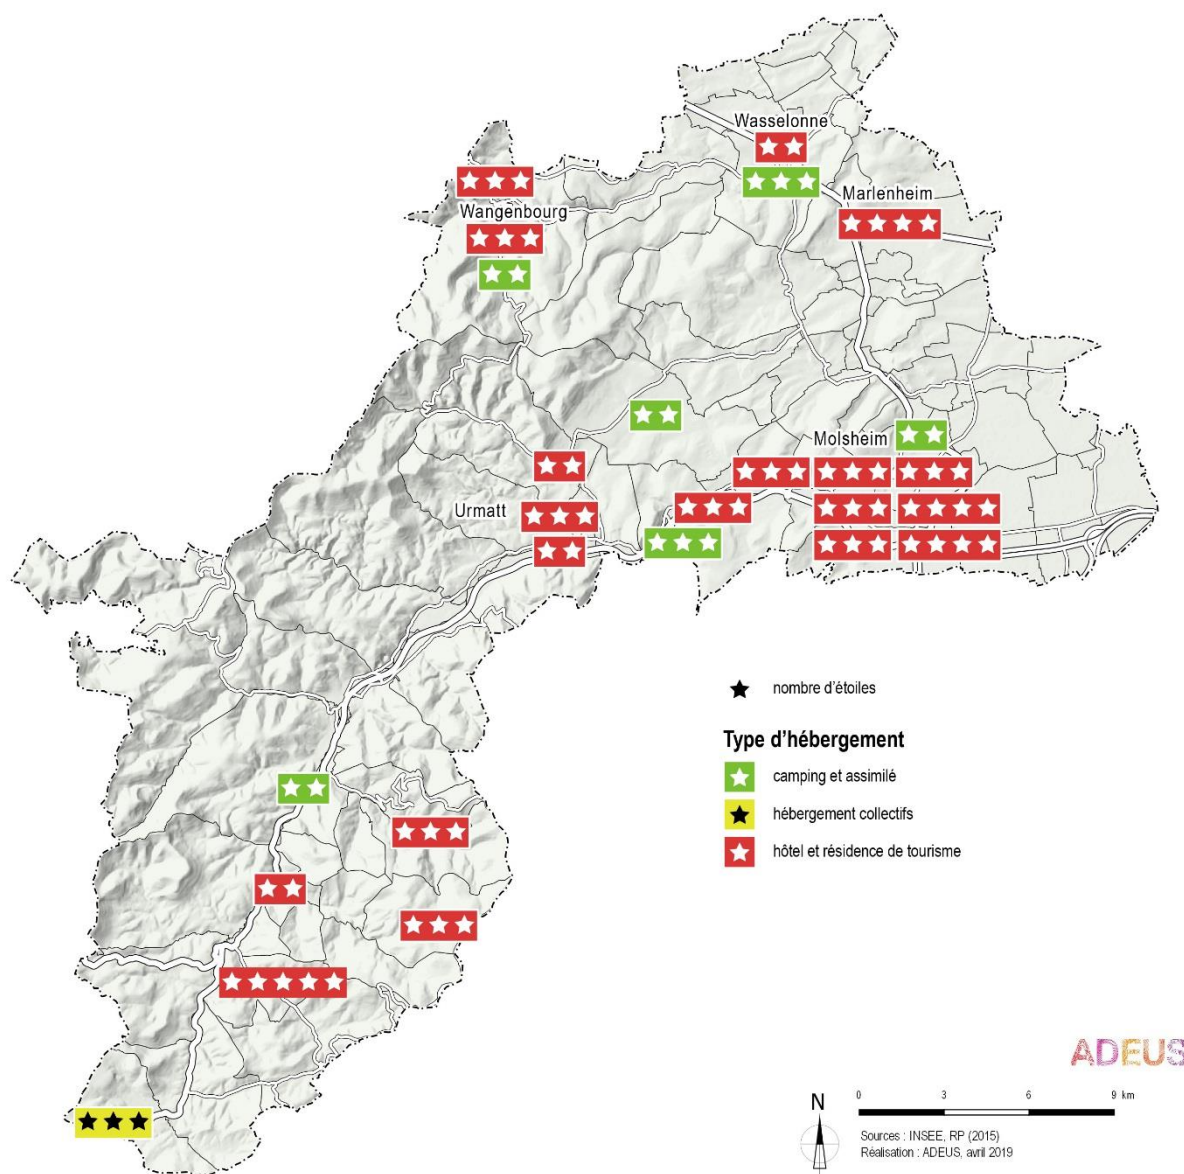 Wasselonne
Marlenheim
Wangenbourg
Molsheim
Urmatt
nombre d'étoiles
Type d'hébergement
camping et assimilé
hébergement collectifs
hôtel et résidence de tourisme
ADEUS
N
0 3 6 9 km
Sources : INSEE, RP (2015)
Réalisation : ADEUS, avril 2019